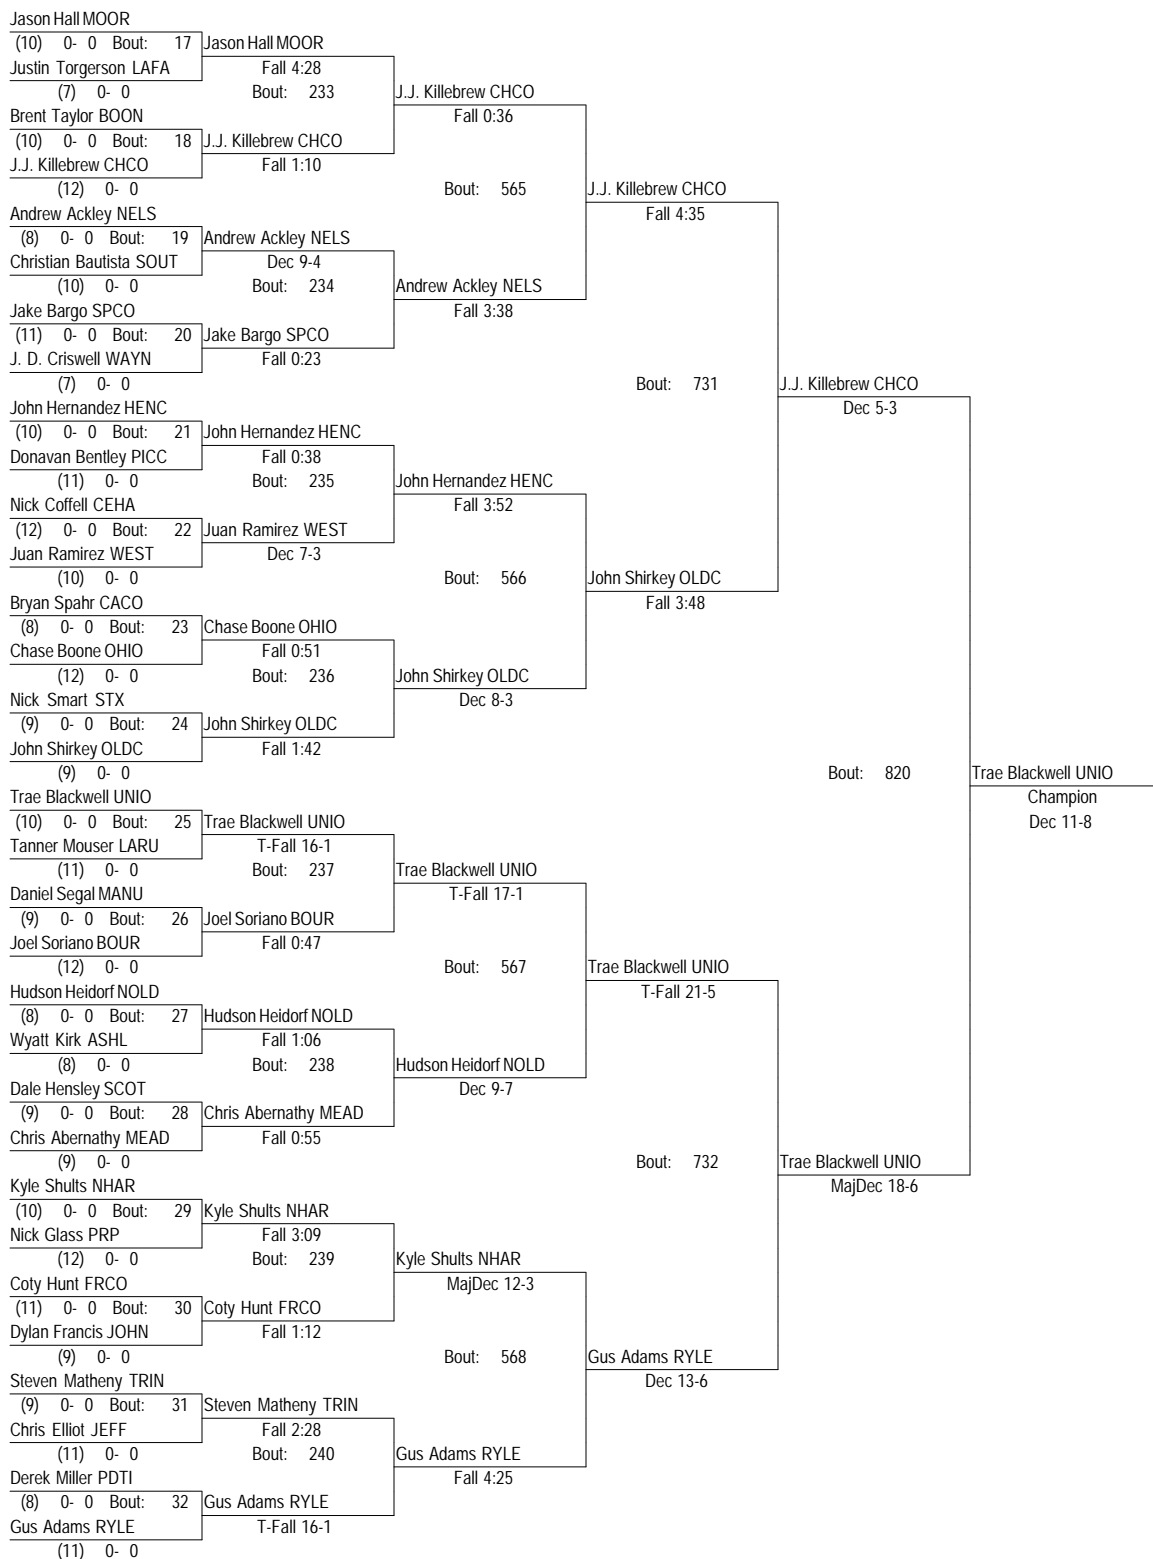 Jason Hall MOOR
(10) 0- 0 Bout: 17 Jason Hall MOOR
Justin Torgerson LAFA Fall 4:28
(7) 0- 0 Bout: 233 J.J. Killebrew CHCO
Brent Taylor BOON Fall 0:36
(10) 0- 0 Bout: 18 J.J. Killebrew CHCO
J.J. Killebrew CHCO Fall 1:10
(12) 0- 0 Bout: 565 J.J. Killebrew CHCO
Andrew Ackley NELS Fall 4:35
(8) 0- 0 Bout: 19 Andrew Ackley NELS
Christian Bautista SOUT Dec 9-4
(10) 0- 0 Bout: 234 Andrew Ackley NELS
Jake Bargo SPCO Fall 3:38
(11) 0- 0 Bout: 20 Jake Bargo SPCO
J. D. Criswell WAYN Fall 0:23
(7) 0- 0 Bout: 731 J.J. Killebrew CHCO
John Hernandez HENC Dec 5-3
(10) 0- 0 Bout: 21 John Hernandez HENC
Donavan Bentley PICC Fall 0:38
(11) 0- 0 Bout: 235 John Hernandez HENC
Nick Coffell CEHA Fall 3:52
(12) 0- 0 Bout: 22 Juan Ramirez WEST
Juan Ramirez WEST Dec 7-3
(10) 0- 0 Bout: 566 John Shirkey OLDC
Bryan Spahr CACO Fall 3:48
(8) 0- 0 Bout: 23 Chase Boone OHIO
Chase Boone OHIO Fall 0:51
(12) 0- 0 Bout: 236 John Shirkey OLDC
Nick Smart STX Dec 8-3
(9) 0- 0 Bout: 24 John Shirkey OLDC
John Shirkey OLDC Fall 1:42
(9) 0- 0 Bout: 820 Trae Blackwell UNIO
Trae Blackwell UNIO Champion
(10) 0- 0 Bout: 25 Trae Blackwell UNIO Dec 11-8
Tanner Mouser LARU T-Fall 16-1
(11) 0- 0 Bout: 237 Trae Blackwell UNIO
Daniel Segal MANU T-Fall 17-1
(9) 0- 0 Bout: 26 Joel Soriano BOUR
Joel Soriano BOUR Fall 0:47
(12) 0- 0 Bout: 567 Trae Blackwell UNIO
Hudson Heidorf NOLD T-Fall 21-5
(8) 0- 0 Bout: 27 Hudson Heidorf NOLD
Wyatt Kirk ASHL Fall 1:06
(8) 0- 0 Bout: 238 Hudson Heidorf NOLD
Dale Hensley SCOT Dec 9-7
(9) 0- 0 Bout: 28 Chris Abernathy MEAD
Chris Abernathy MEAD Fall 0:55
(9) 0- 0 Bout: 732 Trae Blackwell UNIO
Kyle Shults NHAR MajDec 18-6
(10) 0- 0 Bout: 29 Kyle Shults NHAR
Nick Glass PRP Fall 3:09
(12) 0- 0 Bout: 239 Kyle Shults NHAR
Coty Hunt FRCO MajDec 12-3
(11) 0- 0 Bout: 30 Coty Hunt FRCO
Dylan Francis JOHN Fall 1:12
(9) 0- 0 Bout: 568 Gus Adams RYLE
Steven Matheny TRIN Dec 13-6
(9) 0- 0 Bout: 31 Steven Matheny TRIN
Chris Elliot JEFF Fall 2:28
(11) 0- 0 Bout: 240 Gus Adams RYLE
Derek Miller PDTI Fall 4:25
(8) 0- 0 Bout: 32 Gus Adams RYLE
Gus Adams RYLE T-Fall 16-1
(11) 0- 0